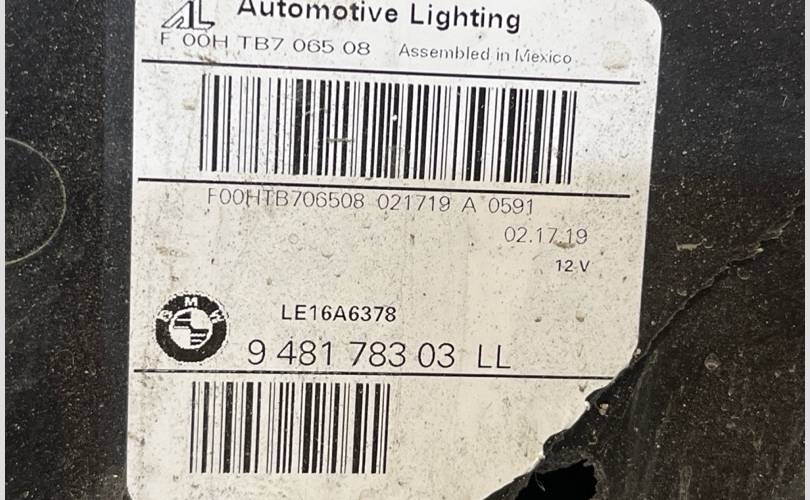 AL Automotive Lighting
F 00H TB7 065 08 Assembled in Mexico
F00HTB706508 021719 A 0591
02.17.19
12 V
LE16A6378
BMW
9 481 783 03 LL